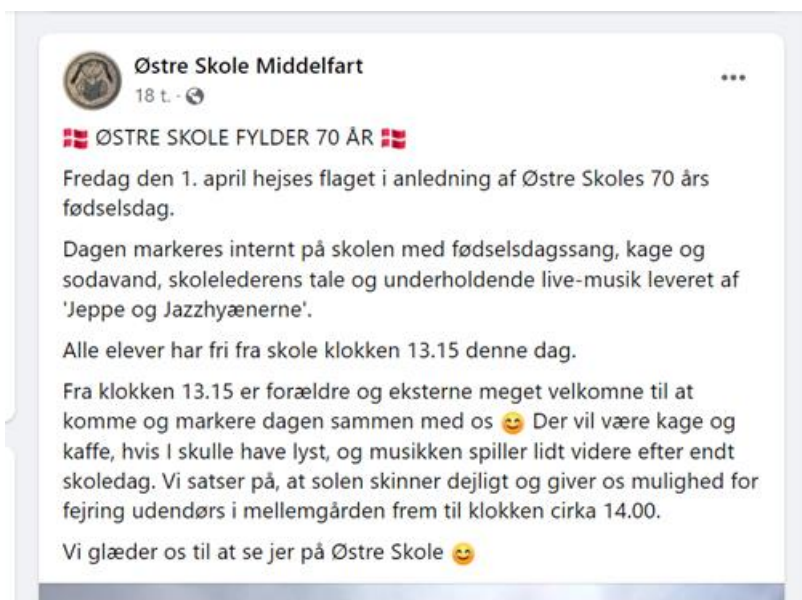 Østre Skole Middelfart
18 t. ·
🇩🇰 ØSTRE SKOLE FYLDER 70 ÅR 🇩🇰
Fredag den 1. april hejses flaget i anledning af Østre Skoles 70 års
fødselsdag.
Dagen markeres internt på skolen med fødselsdagssang, kage og
sodavand, skolelederens tale og underholdende live-musik leveret af
'Jeppe og Jazzhyænerne'.
Alle elever har fri fra skole klokken 13.15 denne dag.
Fra klokken 13.15 er forældre og eksterne meget velkomne til at
komme og markere dagen sammen med os 😊 Der vil være kage og
kaffe, hvis I skulle have lyst, og musikken spiller lidt videre efter endt
skoledag. Vi satser på, at solen skinner dejligt og giver os mulighed for
fejring udendørs i mellemgården frem til klokken cirka 14.00.
Vi glæder os til at se jer på Østre Skole 😊